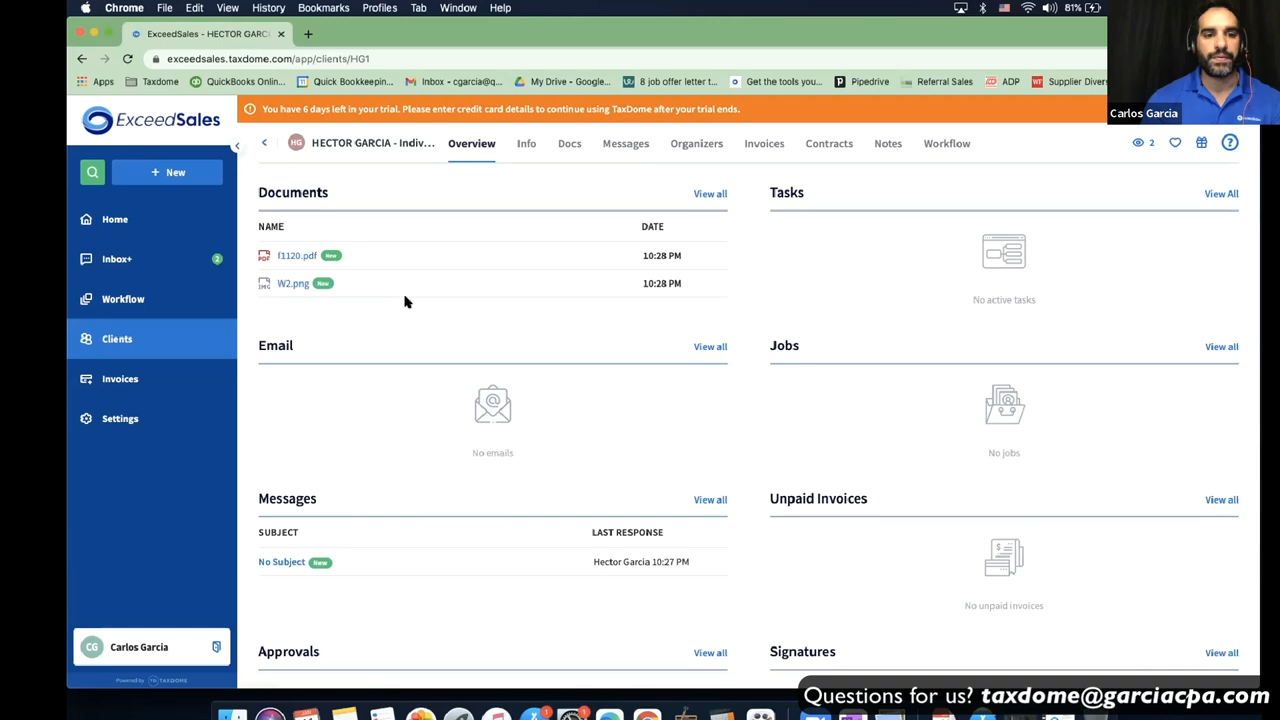 Chrome File Edit View History Bookmarks Profiles Tab Window Help 81%
ExceedSales - HECTOR GARCI
exceedsales.taxdome.com/app/clients/HG1
Apps Taxdome QuickBooks Onlin... Quick Bookkeepin... Inbox - cgarcia@q... My Drive - Google... 8 job offer letter t... Get the tools you... Pipedrive Referral Sales ADP Supplier Diver
Carlos Garcia
ExceedSales
You have 6 days left in your trial. Please enter credit card details to continue using TaxDome after your trial ends.
HG HECTOR GARCIA - Indiv... Overview Info Docs Messages Organizers Invoices Contracts Notes Workflow 2 ?
+ New
Home
Inbox+ 2
Workflow
Clients
Invoices
Settings
CG Carlos Garcia
Powered by TAXDOME
Documents View all
NAME DATE
PDF f1120.pdf New 10:28 PM
IMG W2.png New 10:28 PM
Tasks View All
No active tasks
Email View all
No emails
Jobs View all
No jobs
Messages View all
SUBJECT LAST RESPONSE
No Subject New Hector Garcia 10:27 PM
Unpaid Invoices View all
No unpaid invoices
Approvals View all
Signatures View all
Questions for us? taxdome@garciacpa.com